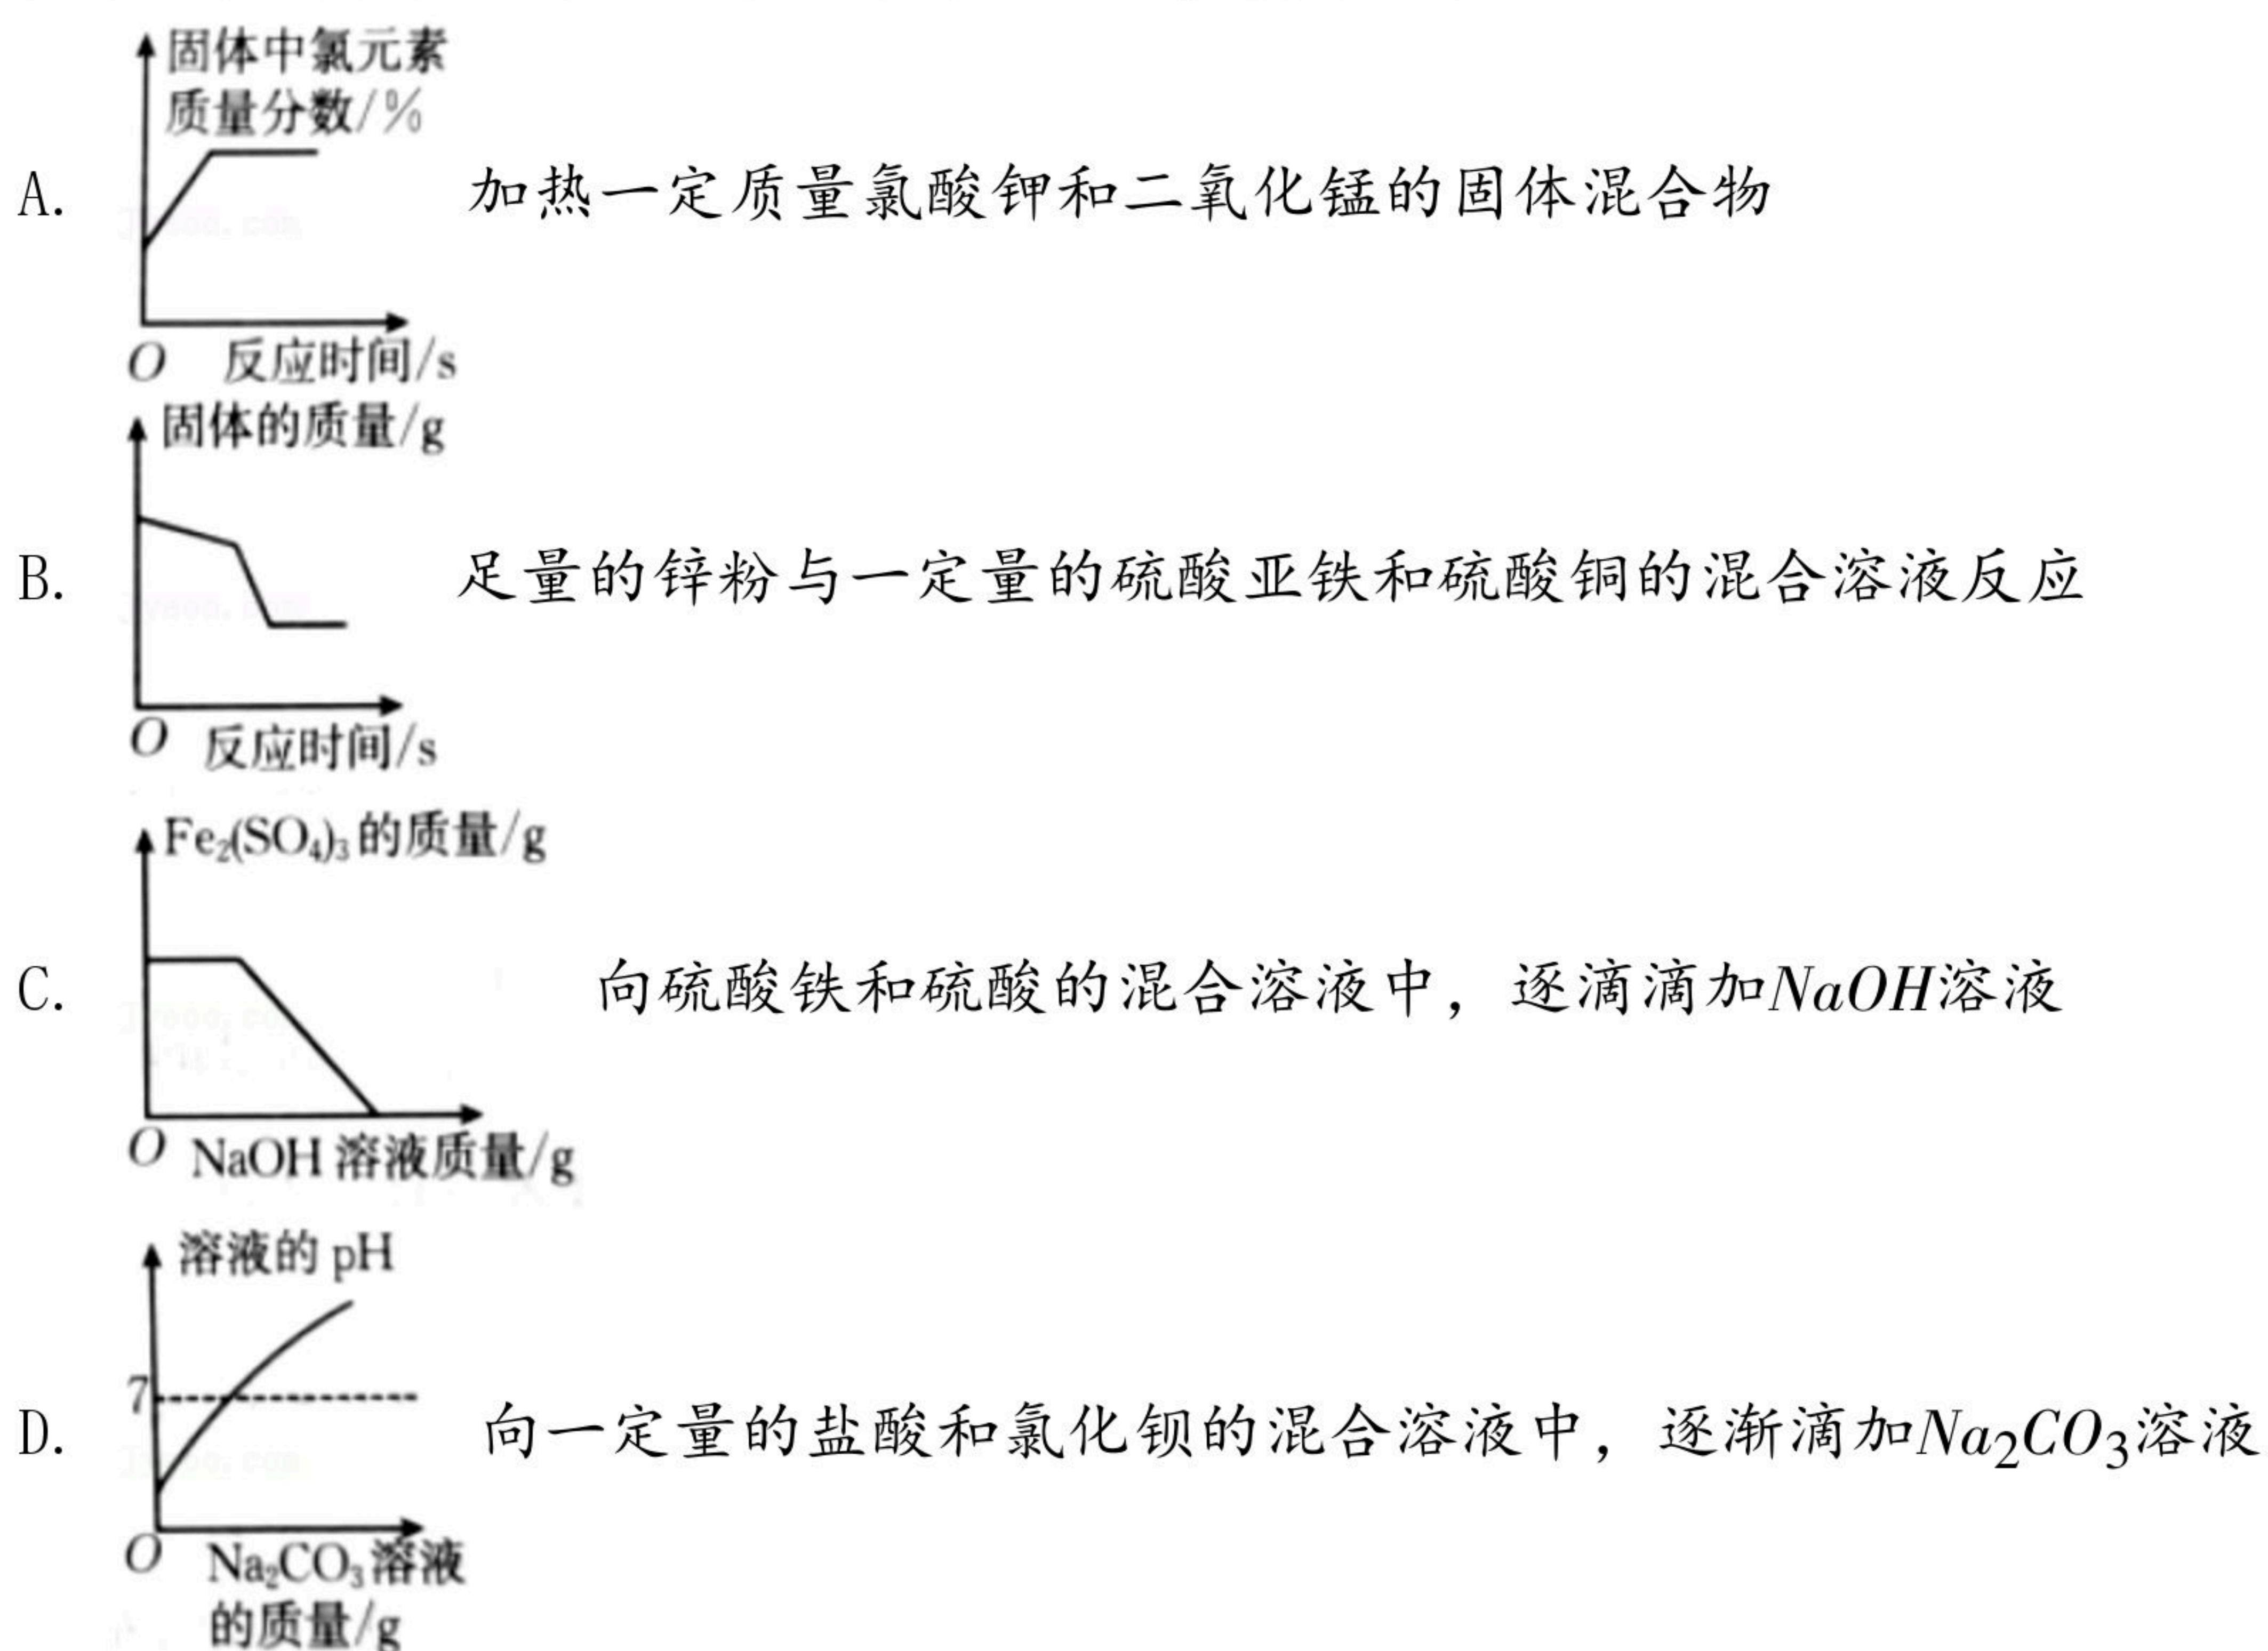 固体中氯元素
质量分数/%
A. 加热一定质量氯酸钾和二氧化锰的固体混合物
O 反应时间/s
固体的质量/g
B. 足量的锌粉与一定量的硫酸亚铁和硫酸铜的混合溶液反应
O 反应时间/s
Fe₂(SO₄)₃的质量/g
C. 向硫酸铁和硫酸的混合溶液中，逐滴滴加NaOH溶液
O NaOH溶液质量/g
溶液的pH
7
D. 向一定量的盐酸和氯化钡的混合溶液中，逐渐滴加Na₂CO₃溶液
O Na₂CO₃溶液
的质量/g